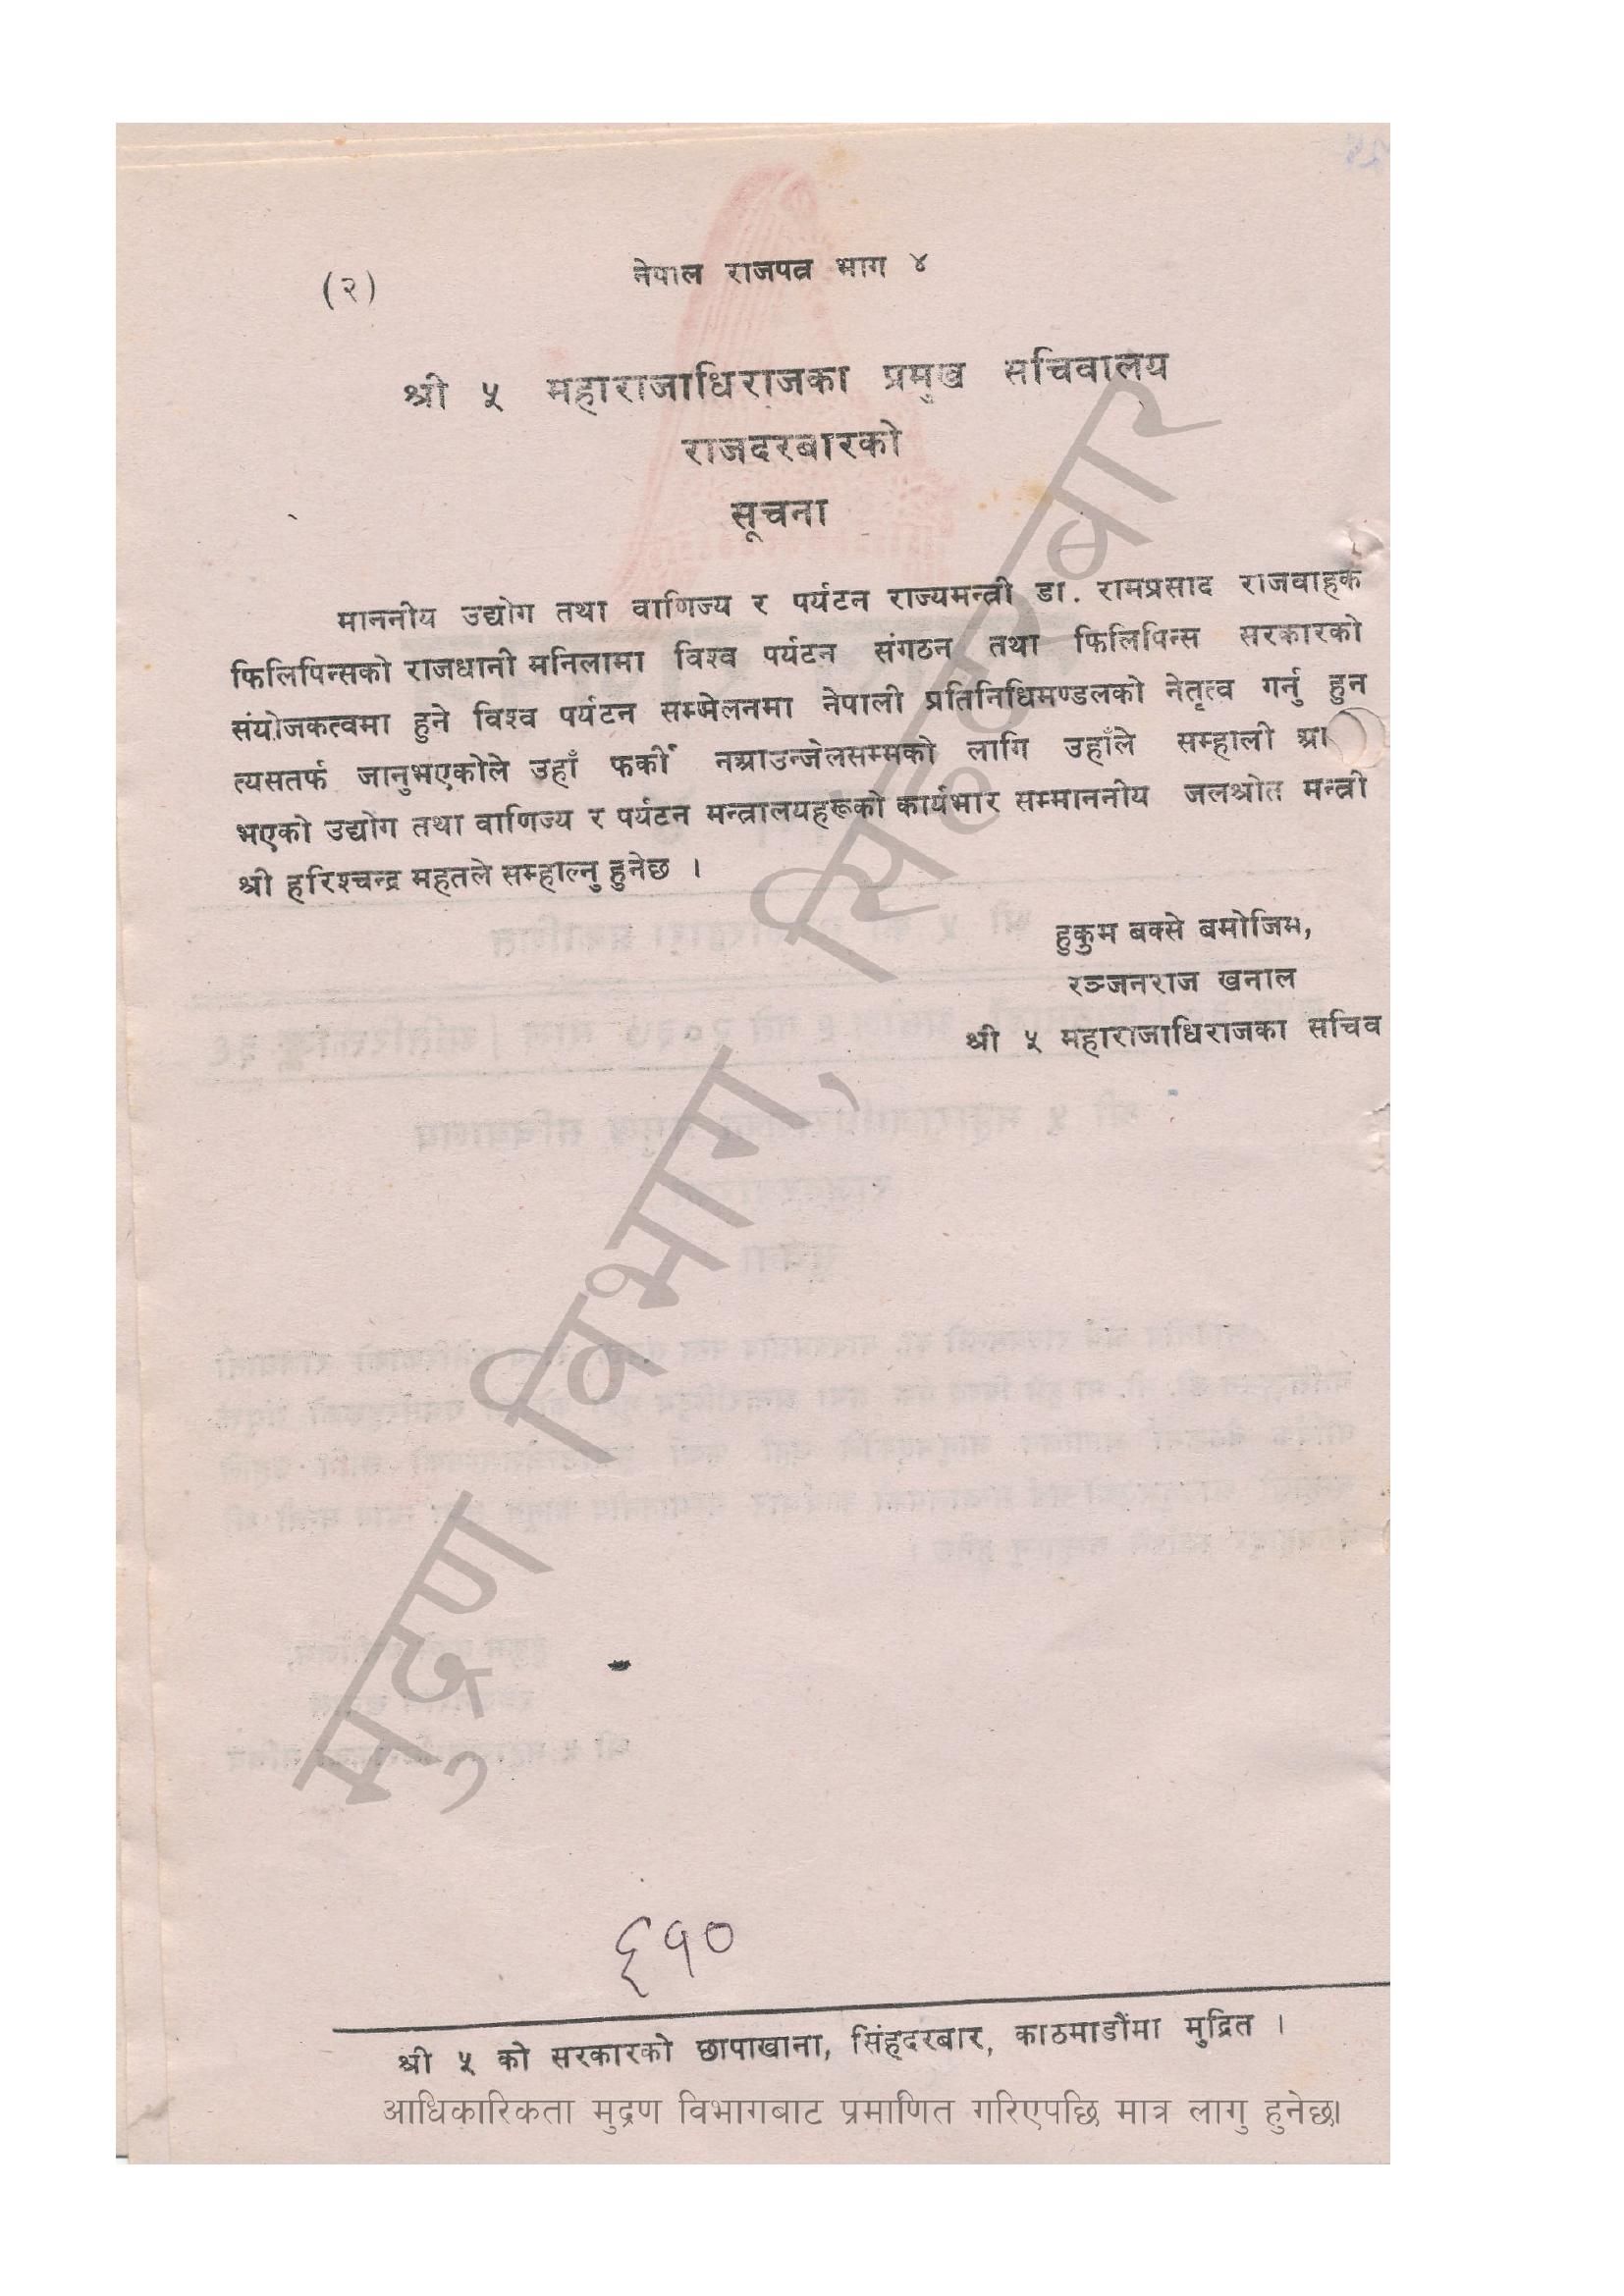 (२)
नेपाल राजपत्र भाग ४
श्री ५ महाराजाधिराजका प्रमुख सचिवालय
राजदरबारको
सूचना
माननीय उद्योग तथा वाणिज्य र पर्यटन राज्यमन्त्री डा. रामप्रसाद राजवाहक
फिलिपिन्सको राजधानी मनिलामा विश्व पर्यटन संगठन तथा फिलिपिन्स सरकारको
संयोजकत्वमा हुने विश्व पर्यटन सम्मेलनमा नेपाली प्रतिनिधिमण्डलको नेतृत्व गर्नु हुन
त्यसतर्फ जानुभएकोले उहाँ फर्की नआउन्जेलसम्मको लागि उहाँले सम्हाली
भएको उद्योग तथा वाणिज्य र पर्यटन मन्त्रालयहरूको कार्यभार सम्माननीय जलश्रोत मन्त्री
श्री हरिश्चन्द्र महतले सम्हाल्नु हुनेछ ।
हुकुम बक्से बमोजिम,
रञ्जनराज खनाल
श्री ५ महाराजाधिराजका सचिव
मुद्रण विभाग, सिंहदरबार
६१०
श्री ५ को सरकारको छापाखाना, सिंहदरबार, काठमाडौंमा मुद्रित ।
आधिकारिकता मुद्रण विभागबाट प्रमाणित गरिएपछि मात्र लागु हुनेछ।